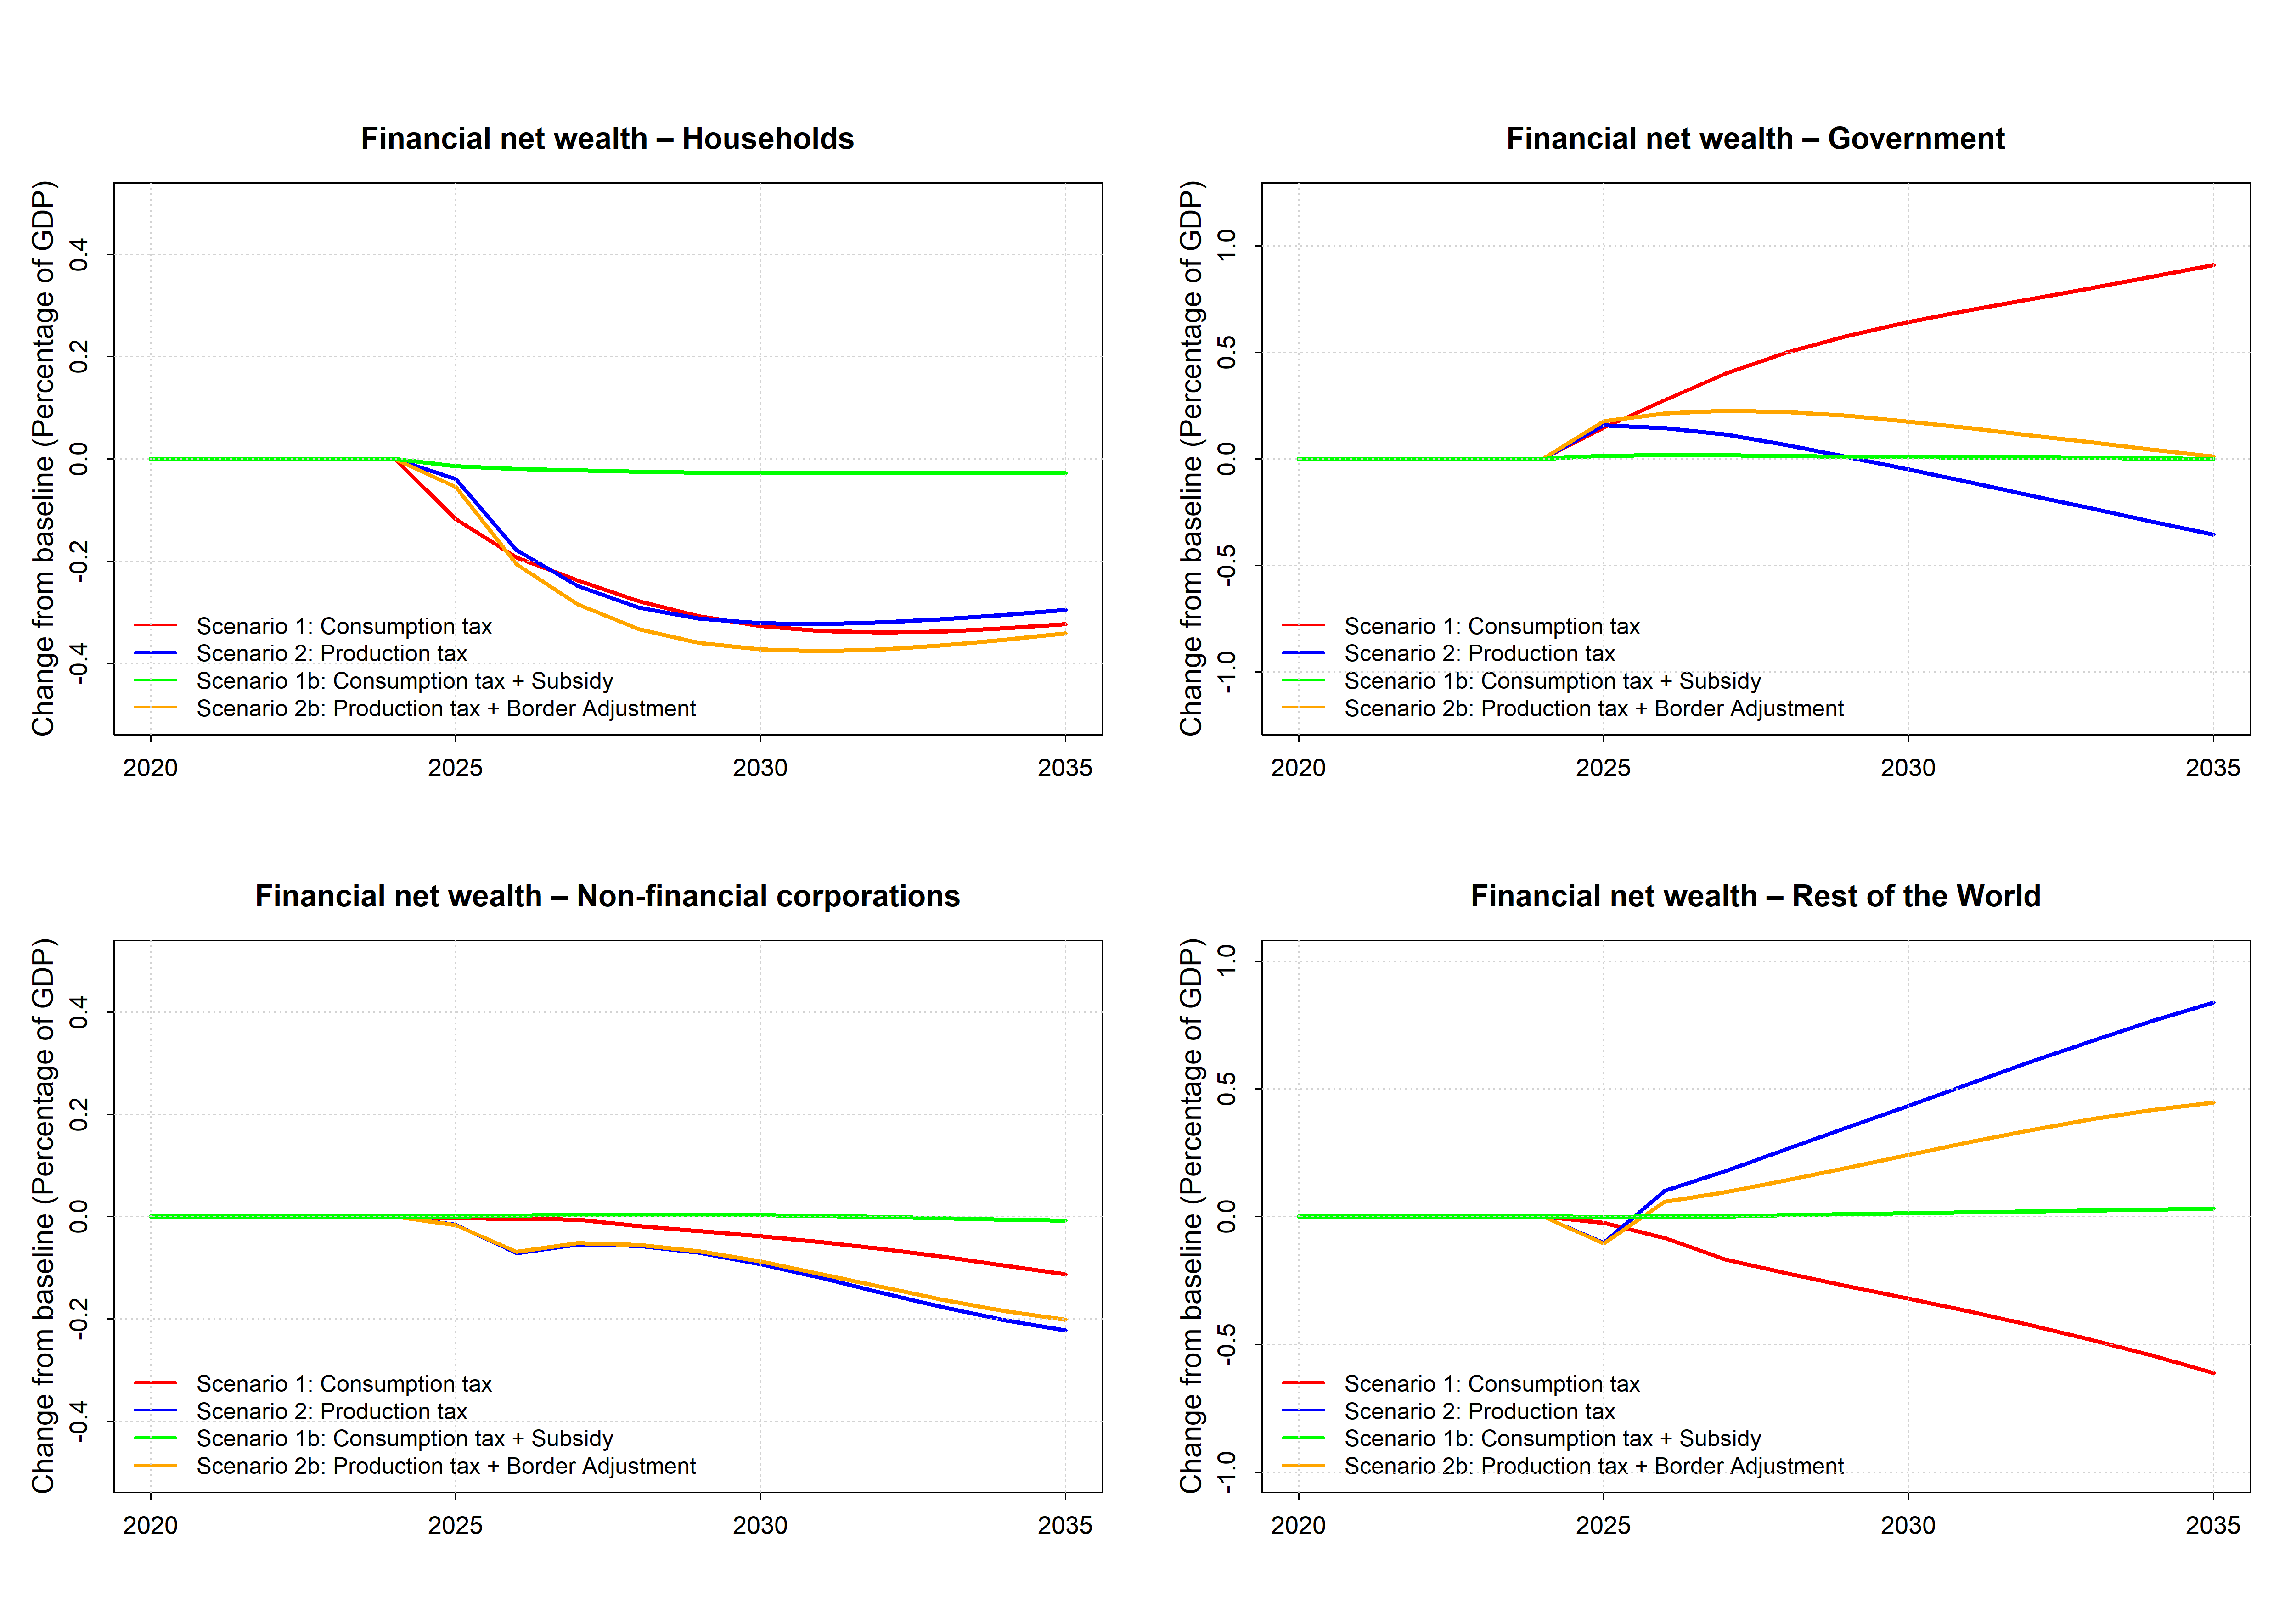 Financial net wealth – Households
Change from baseline (Percentage of GDP)
0.4
0.2
0.0
-0.2
-0.4
Scenario 1: Consumption tax
Scenario 2: Production tax
Scenario 1b: Consumption tax + Subsidy
Scenario 2b: Production tax + Border Adjustment
2020 2025 2030 2035
Financial net wealth – Government
Change from baseline (Percentage of GDP)
1.0
0.5
0.0
-0.5
-1.0
Scenario 1: Consumption tax
Scenario 2: Production tax
Scenario 1b: Consumption tax + Subsidy
Scenario 2b: Production tax + Border Adjustment
2020 2025 2030 2035
Financial net wealth – Non-financial corporations
Change from baseline (Percentage of GDP)
0.4
0.2
0.0
-0.2
-0.4
Scenario 1: Consumption tax
Scenario 2: Production tax
Scenario 1b: Consumption tax + Subsidy
Scenario 2b: Production tax + Border Adjustment
2020 2025 2030 2035
Financial net wealth – Rest of the World
Change from baseline (Percentage of GDP)
1.0
0.5
0.0
-0.5
-1.0
Scenario 1: Consumption tax
Scenario 2: Production tax
Scenario 1b: Consumption tax + Subsidy
Scenario 2b: Production tax + Border Adjustment
2020 2025 2030 2035